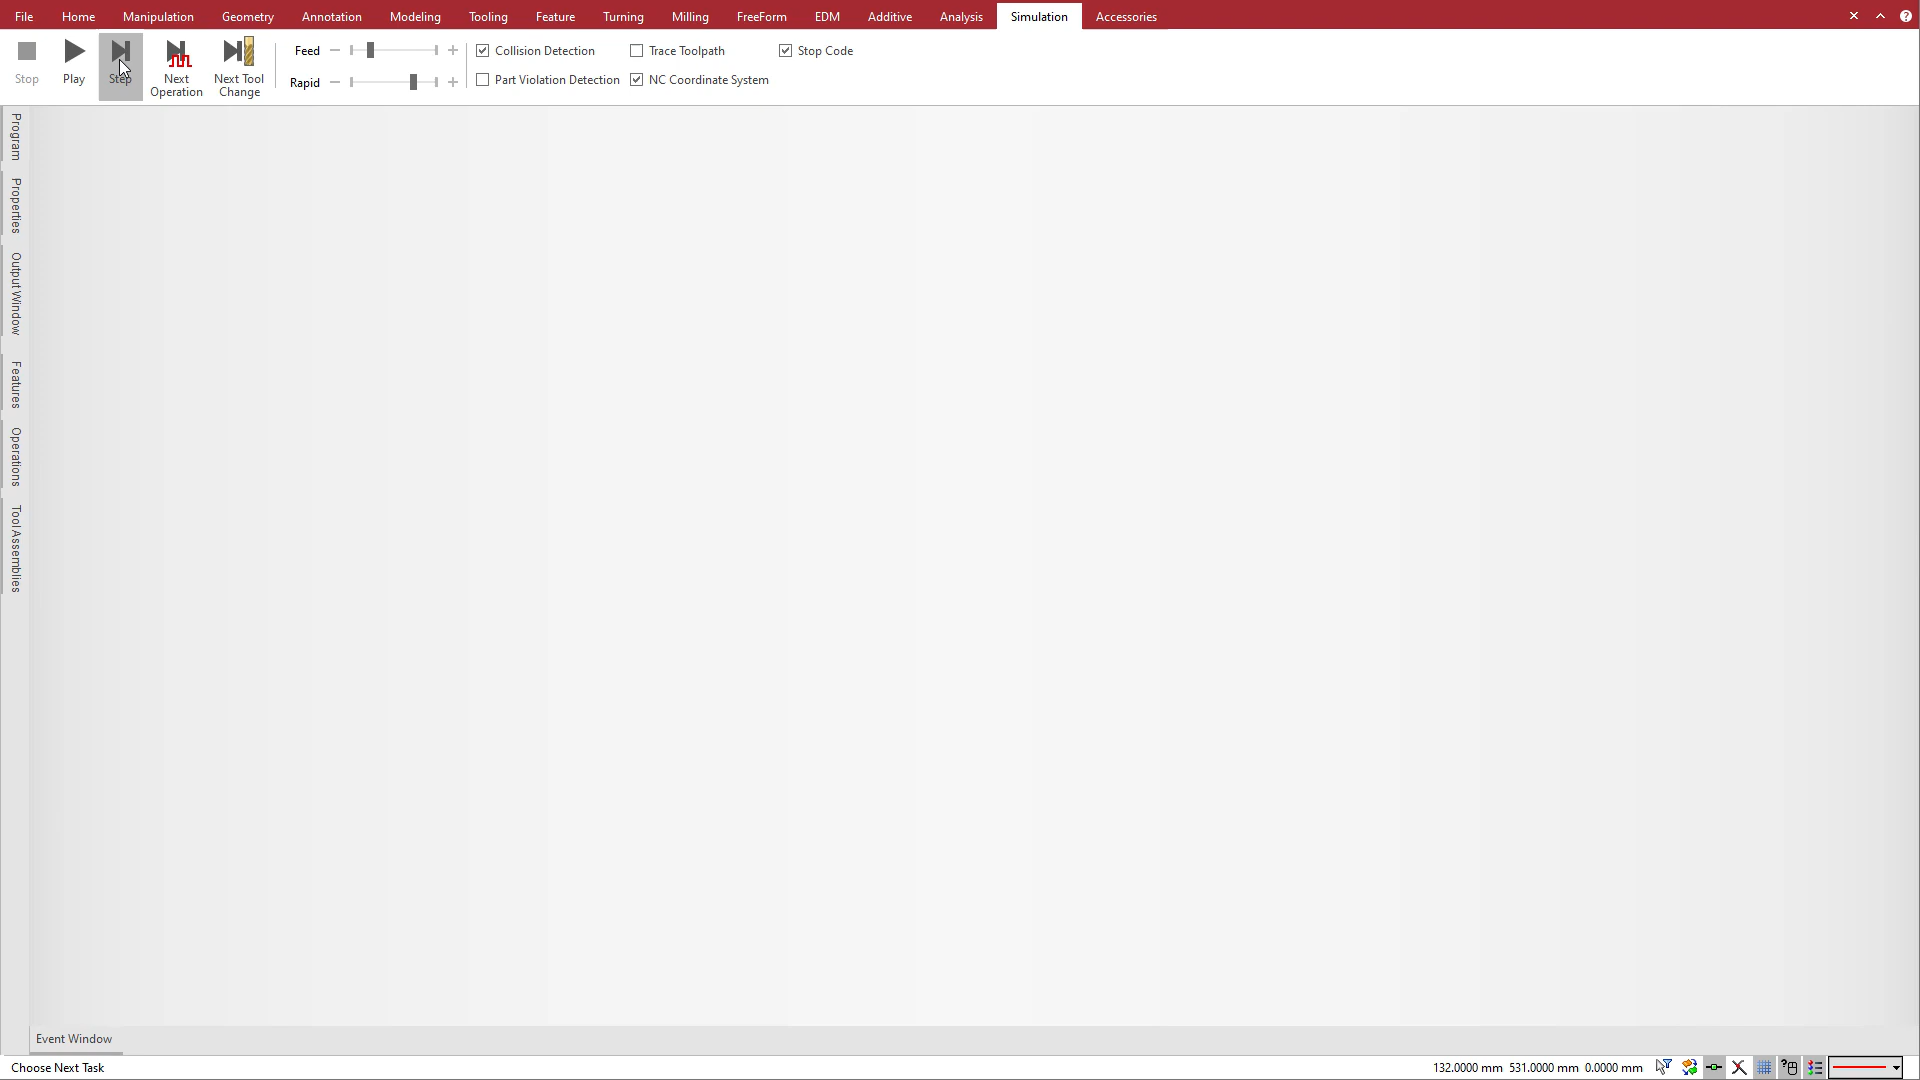 File Home Manipulation Geometry Annotation Modeling Tooling Feature Turning Milling FreeForm EDM Additive Analysis Simulation Accessories
Stop Play Step Next Operation Next Tool Change
Feed
Rapid
Collision Detection
Part Violation Detection
Trace Toolpath
NC Coordinate System
Stop Code
Program
Properties
Output Window
Features
Operations
Tool Assemblies
Event Window
Choose Next Task
132.0000 mm 531.0000 mm 0.0000 mm